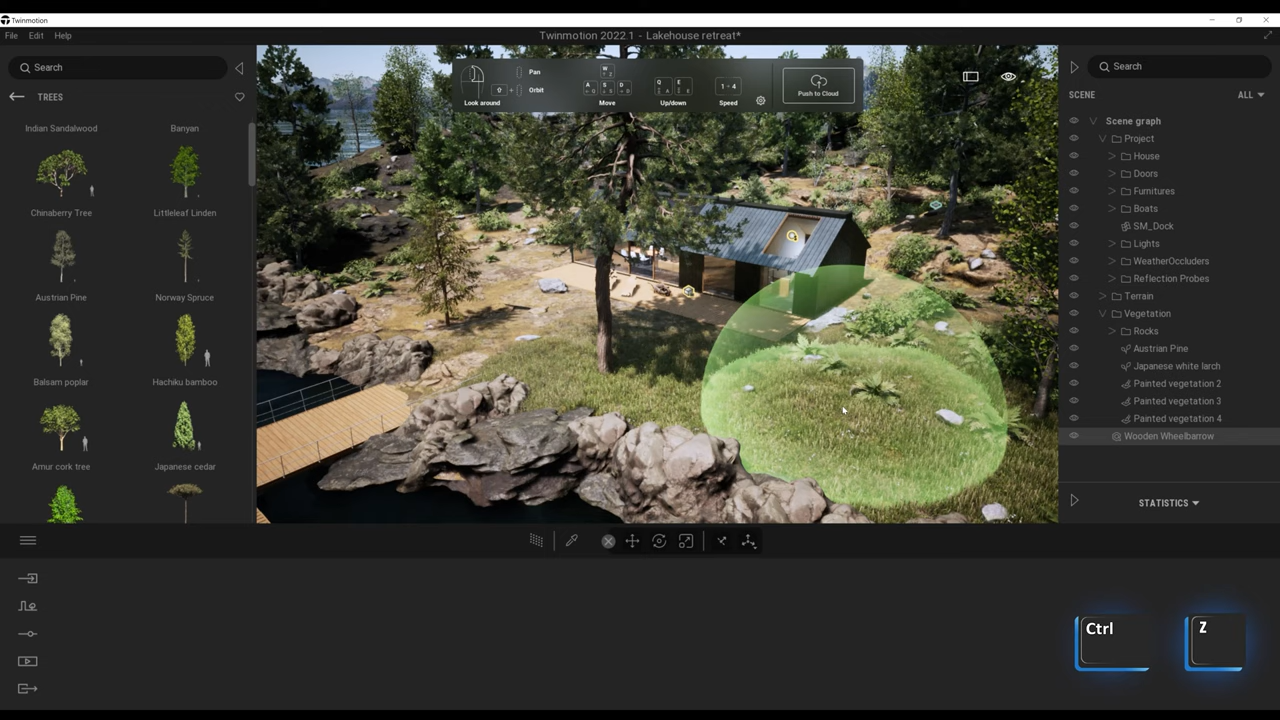 Twinmotion
File Edit Help
Twinmotion 2022.1 - Lakehouse retreat*
Search
TREES
Indian Sandalwood
Banyan
Chinaberry Tree
Littleleaf Linden
Austrian Pine
Norway Spruce
Balsam poplar
Hachiku bamboo
Amur cork tree
Japanese cedar
Pan
Orbit
Look around
W
A S D
Move
Q E
Up/down
1 - 4
Speed
Push to Cloud
Search
SCENE
ALL
Scene graph
Project
House
Doors
Furnitures
Boats
SM_Dock
Lights
WeatherOccluders
Reflection Probes
Terrain
Vegetation
Rocks
Austrian Pine
Japanese white larch
Painted vegetation 2
Painted vegetation 3
Painted vegetation 4
Wooden Wheelbarrow
STATISTICS
Ctrl
Z